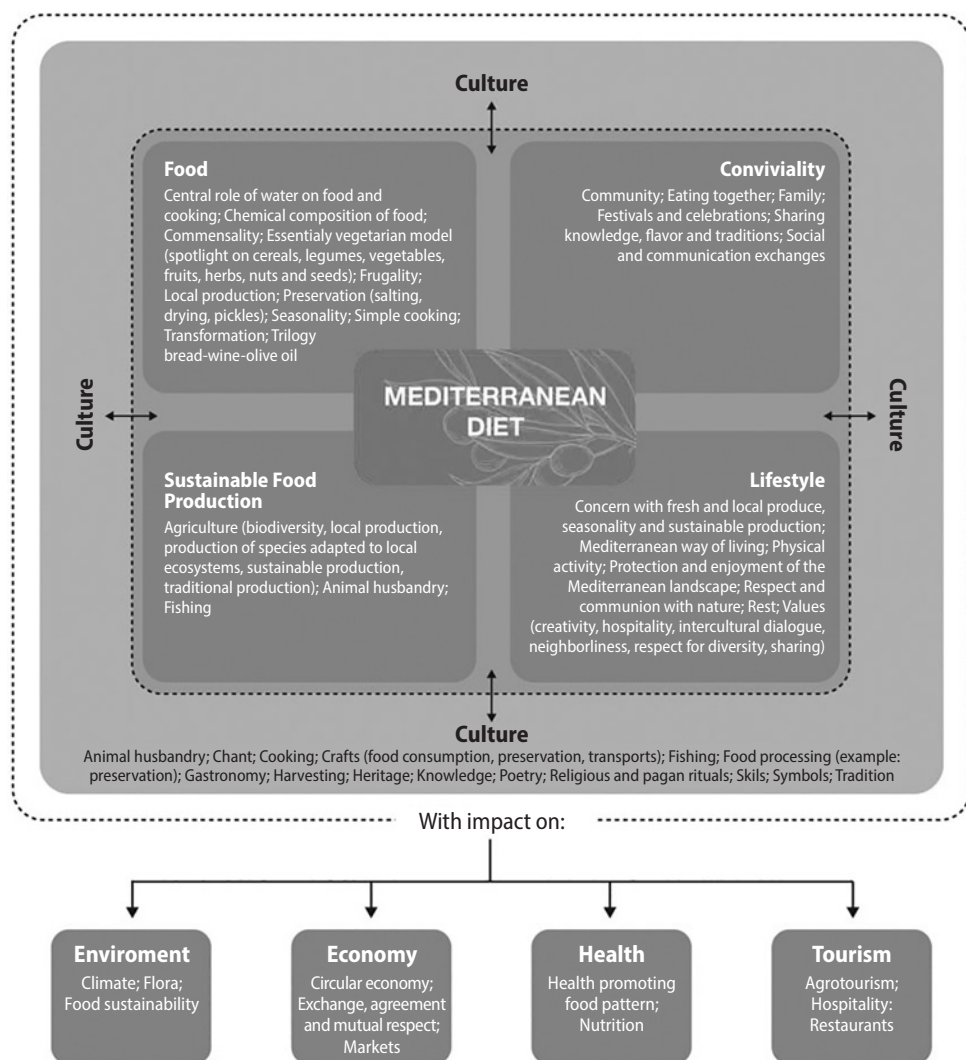 Culture
Food
Central role of water on food and
cooking; Chemical composition of food;
Commensality; Essentialy vegetarian model
(spotlight on cereals, legumes, vegetables,
fruits, herbs, nuts and seeds); Frugality;
Local production; Preservation (salting,
drying, pickles); Seasonality; Simple cooking;
Transformation; Trilogy
bread-wine-olive oil
Conviviality
Community; Eating together; Family;
Festivals and celebrations; Sharing
knowledge, flavor and traditions; Social
and communication exchanges
Culture
MEDITERRANEAN
DIET
Culture
Sustainable Food
Production
Agriculture (biodiversity, local production,
production of species adapted to local
ecosystems, sustainable production,
traditional production); Animal husbandry;
Fishing
Lifestyle
Concern with fresh and local produce,
seasonality and sustainable production;
Mediterranean way of living; Physical
activity; Protection and enjoyment of the
Mediterranean landscape; Respect and
communion with nature; Rest; Values
(creativity, hospitality, intercultural dialogue,
neighborliness, respect for diversity, sharing)
Culture
Animal husbandry; Chant; Cooking; Crafts (food consumption, preservation, transports); Fishing; Food processing (example:
preservation); Gastronomy; Harvesting; Heritage; Knowledge; Poetry; Religious and pagan rituals; Skils; Symbols; Tradition
With impact on:
Enviroment
Climate; Flora;
Food sustainability
Economy
Circular economy;
Exchange, agreement
and mutual respect;
Markets
Health
Health promoting
food pattern;
Nutrition
Tourism
Agrotourism;
Hospitality:
Restaurants